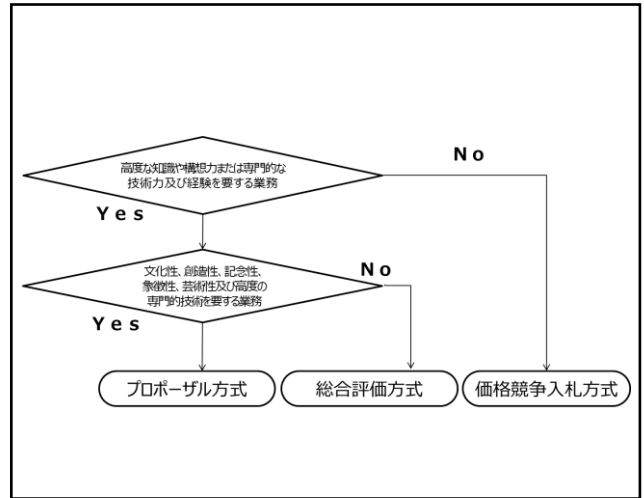 高度な知識や構想力または専門的な
技術力及び経験を要する業務
No
Yes
文化性、創造性、記念性、
象徴性、芸術性及び高度の
専門的技術を要する業務
No
Yes
プロポーザル方式
総合評価方式
価格競争入札方式